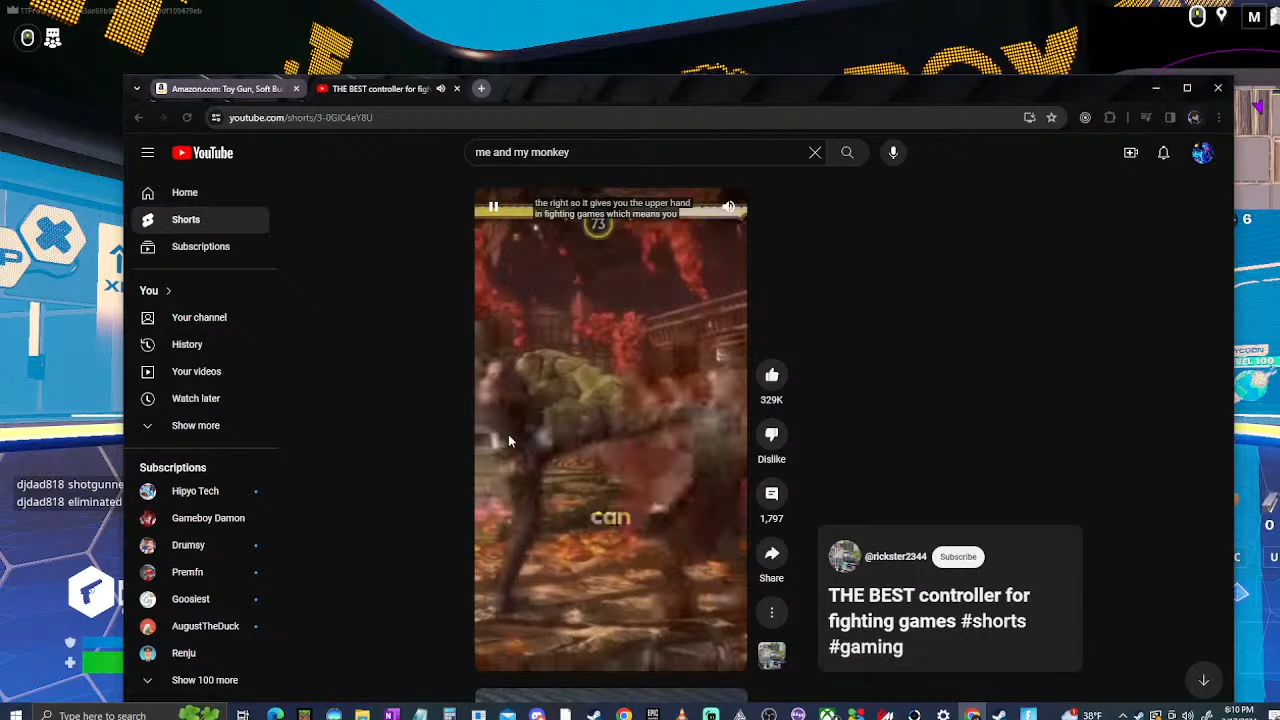 M
Amazon.com: Toy Gun, Soft Bul
THE BEST controller for figh
youtube.com/shorts/3-0GIC4eY8U
YouTube
me and my monkey
Home
Shorts
Subscriptions
You
Your channel
History
Your videos
Watch later
Show more
Subscriptions
Hipyo Tech
Gameboy Damon
Drumsy
Premfn
Goosiest
AugustTheDuck
Renju
Show 100 more
the right so it gives you the upper hand
in fighting games which means you
73
can
329K
Dislike
1,797
Share
@rickster2344
Subscribe
THE BEST controller for
fighting games #shorts
#gaming
djdad818 shotgunne
djdad818 eliminated
6
0
Type here to search
38°F
6:10 PM